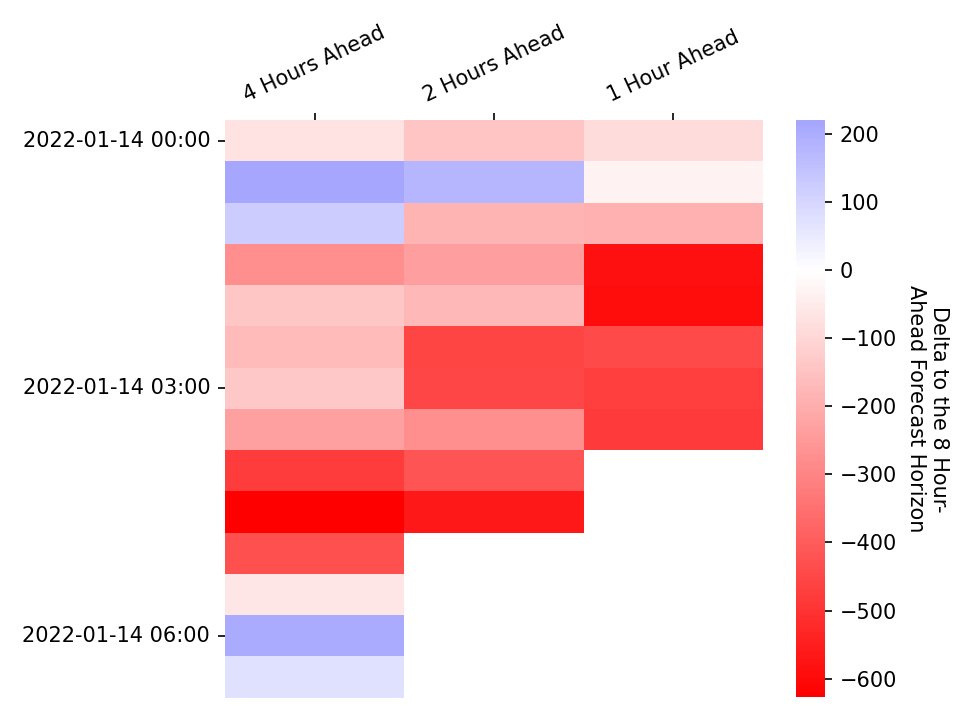 4 Hours Ahead
2 Hours Ahead
1 Hour Ahead
2022-01-14 00:00
2022-01-14 03:00
2022-01-14 06:00
200
100
0
−100
−200
−300
−400
−500
−600
Delta to the 8 Hour-
Ahead Forecast Horizon